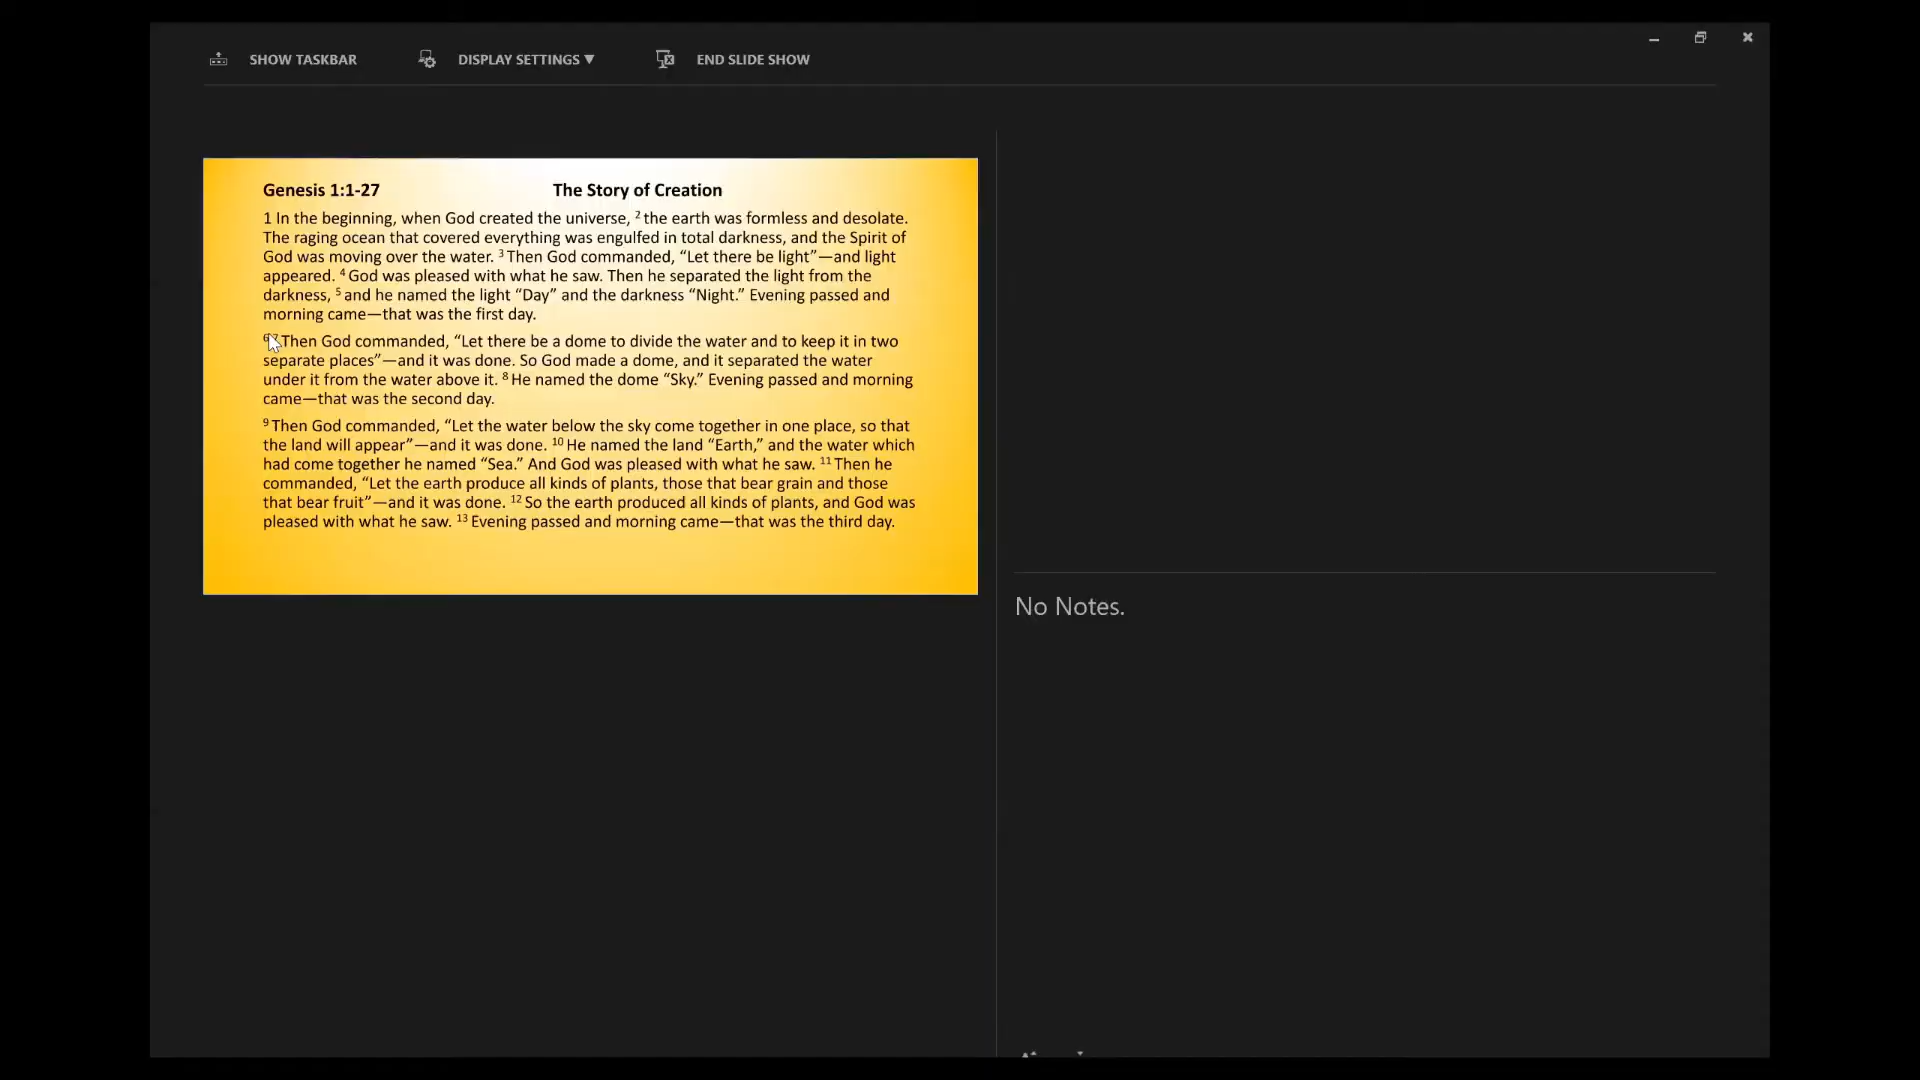 SHOW TASKBAR DISPLAY SETTINGS ▼ END SLIDE SHOW
Genesis 1:1-27 The Story of Creation
1 In the beginning, when God created the universe, 2 the earth was formless and desolate.
The raging ocean that covered everything was engulfed in total darkness, and the Spirit of
God was moving over the water. 3 Then God commanded, “Let there be light”—and light
appeared. 4 God was pleased with what he saw. Then he separated the light from the
darkness, 5 and he named the light “Day” and the darkness “Night.” Evening passed and
morning came—that was the first day.
Then God commanded, “Let there be a dome to divide the water and to keep it in two
separate places”—and it was done. So God made a dome, and it separated the water
under it from the water above it. 8 He named the dome “Sky.” Evening passed and morning
came—that was the second day.
9 Then God commanded, “Let the water below the sky come together in one place, so that
the land will appear”—and it was done. 10 He named the land “Earth,” and the water which
had come together he named “Sea.” And God was pleased with what he saw. 11 Then he
commanded, “Let the earth produce all kinds of plants, those that bear grain and those
that bear fruit”—and it was done. 12 So the earth produced all kinds of plants, and God was
pleased with what he saw. 13 Evening passed and morning came—that was the third day.
No Notes.